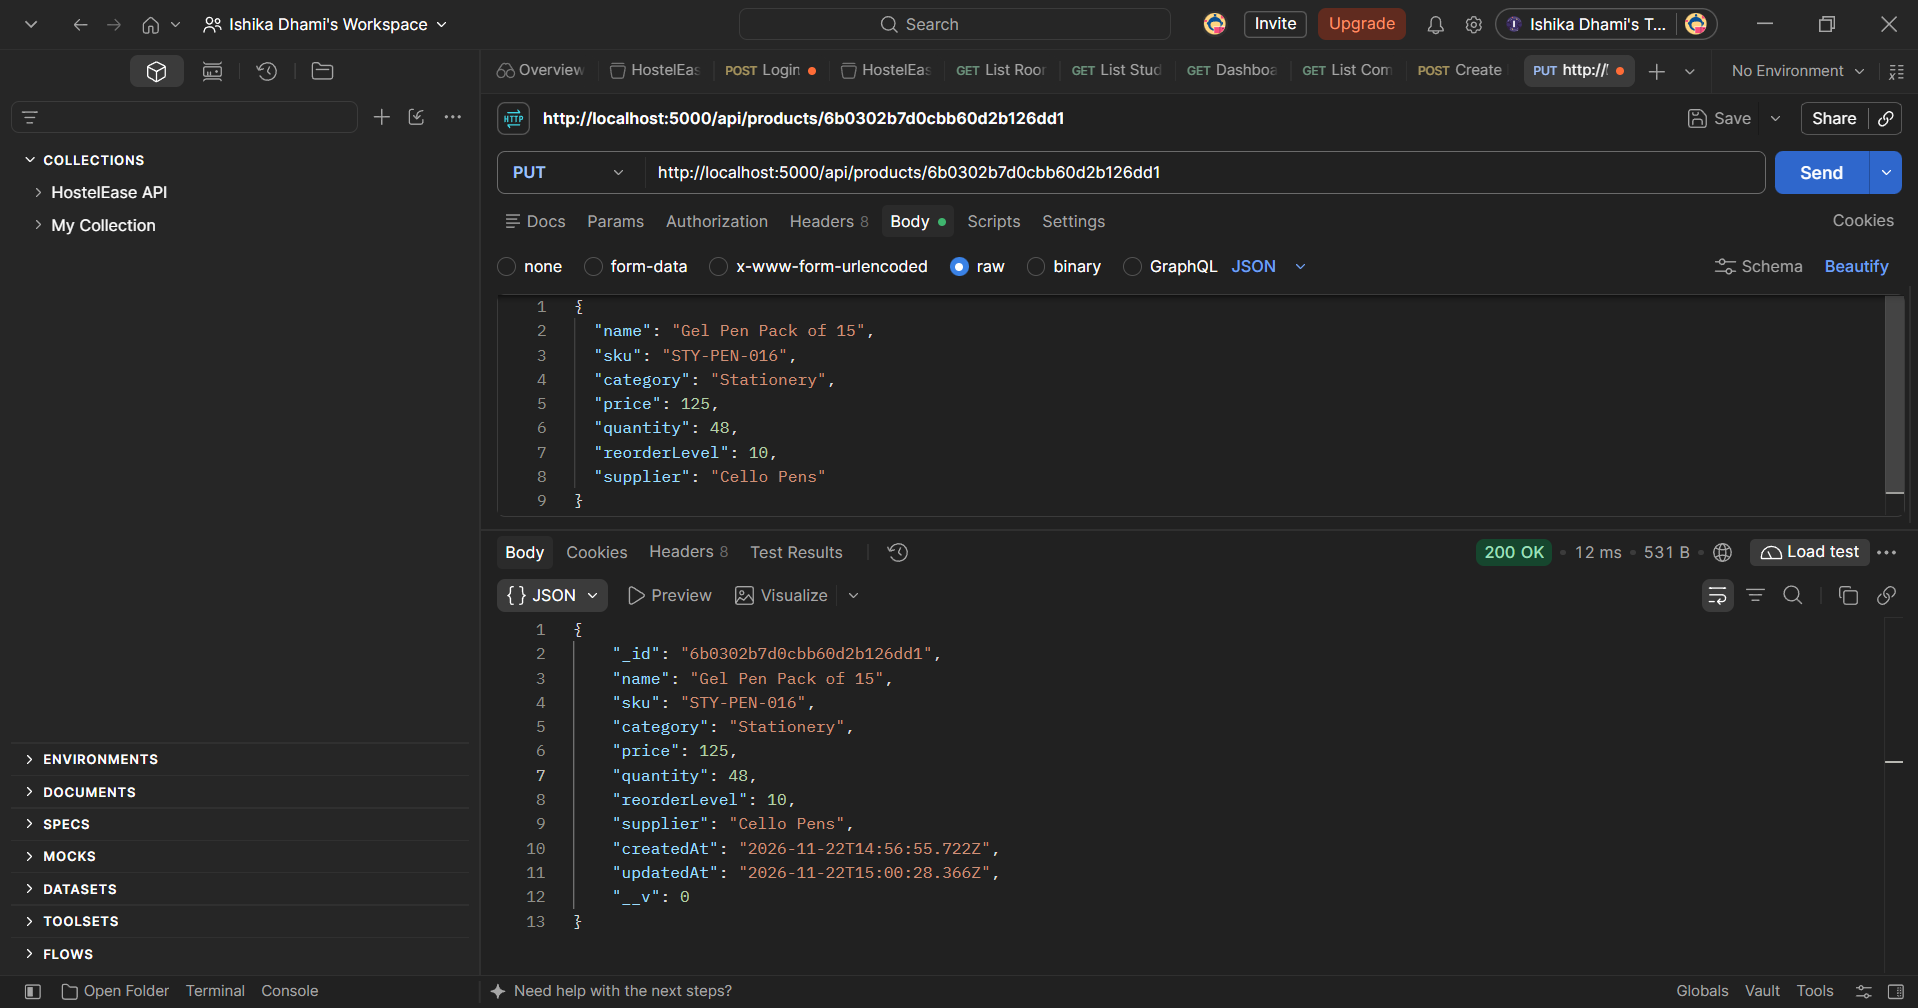 Ishika Dhami's Workspace
Search
Invite
Upgrade
Ishika Dhami's T...
Overview
HostelEas
POST Login
HostelEas
GET List Roor
GET List Stud
GET Dashboa
GET List Com
POST Create
PUT http://
No Environment
COLLECTIONS
HostelEase API
My Collection
ENVIRONMENTS
DOCUMENTS
SPECS
MOCKS
DATASETS
TOOLSETS
FLOWS
HTTP
http://localhost:5000/api/products/6b0302b7d0cbb60d2b126dd1
Save
Share
PUT
http://localhost:5000/api/products/6b0302b7d0cbb60d2b126dd1
Send
Docs Params Authorization Headers 8 Body Scripts Settings
Cookies
none form-data x-www-form-urlencoded raw binary GraphQL JSON
Schema
Beautify
1 {
2 "name": "Gel Pen Pack of 15",
3 "sku": "STY-PEN-016",
4 "category": "Stationery",
5 "price": 125,
6 "quantity": 48,
7 "reorderLevel": 10,
8 "supplier": "Cello Pens"
9 }
Body Cookies Headers 8 Test Results
200 OK • 12 ms • 531 B •
Load test
{} JSON
Preview
Visualize
1 {
2 "_id": "6b0302b7d0cbb60d2b126dd1",
3 "name": "Gel Pen Pack of 15",
4 "sku": "STY-PEN-016",
5 "category": "Stationery",
6 "price": 125,
7 "quantity": 48,
8 "reorderLevel": 10,
9 "supplier": "Cello Pens",
10 "createdAt": "2026-11-22T14:56:55.722Z",
11 "updatedAt": "2026-11-22T15:00:28.366Z",
12 "__v": 0
13 }
Open Folder Terminal Console
Need help with the next steps?
Globals Vault Tools